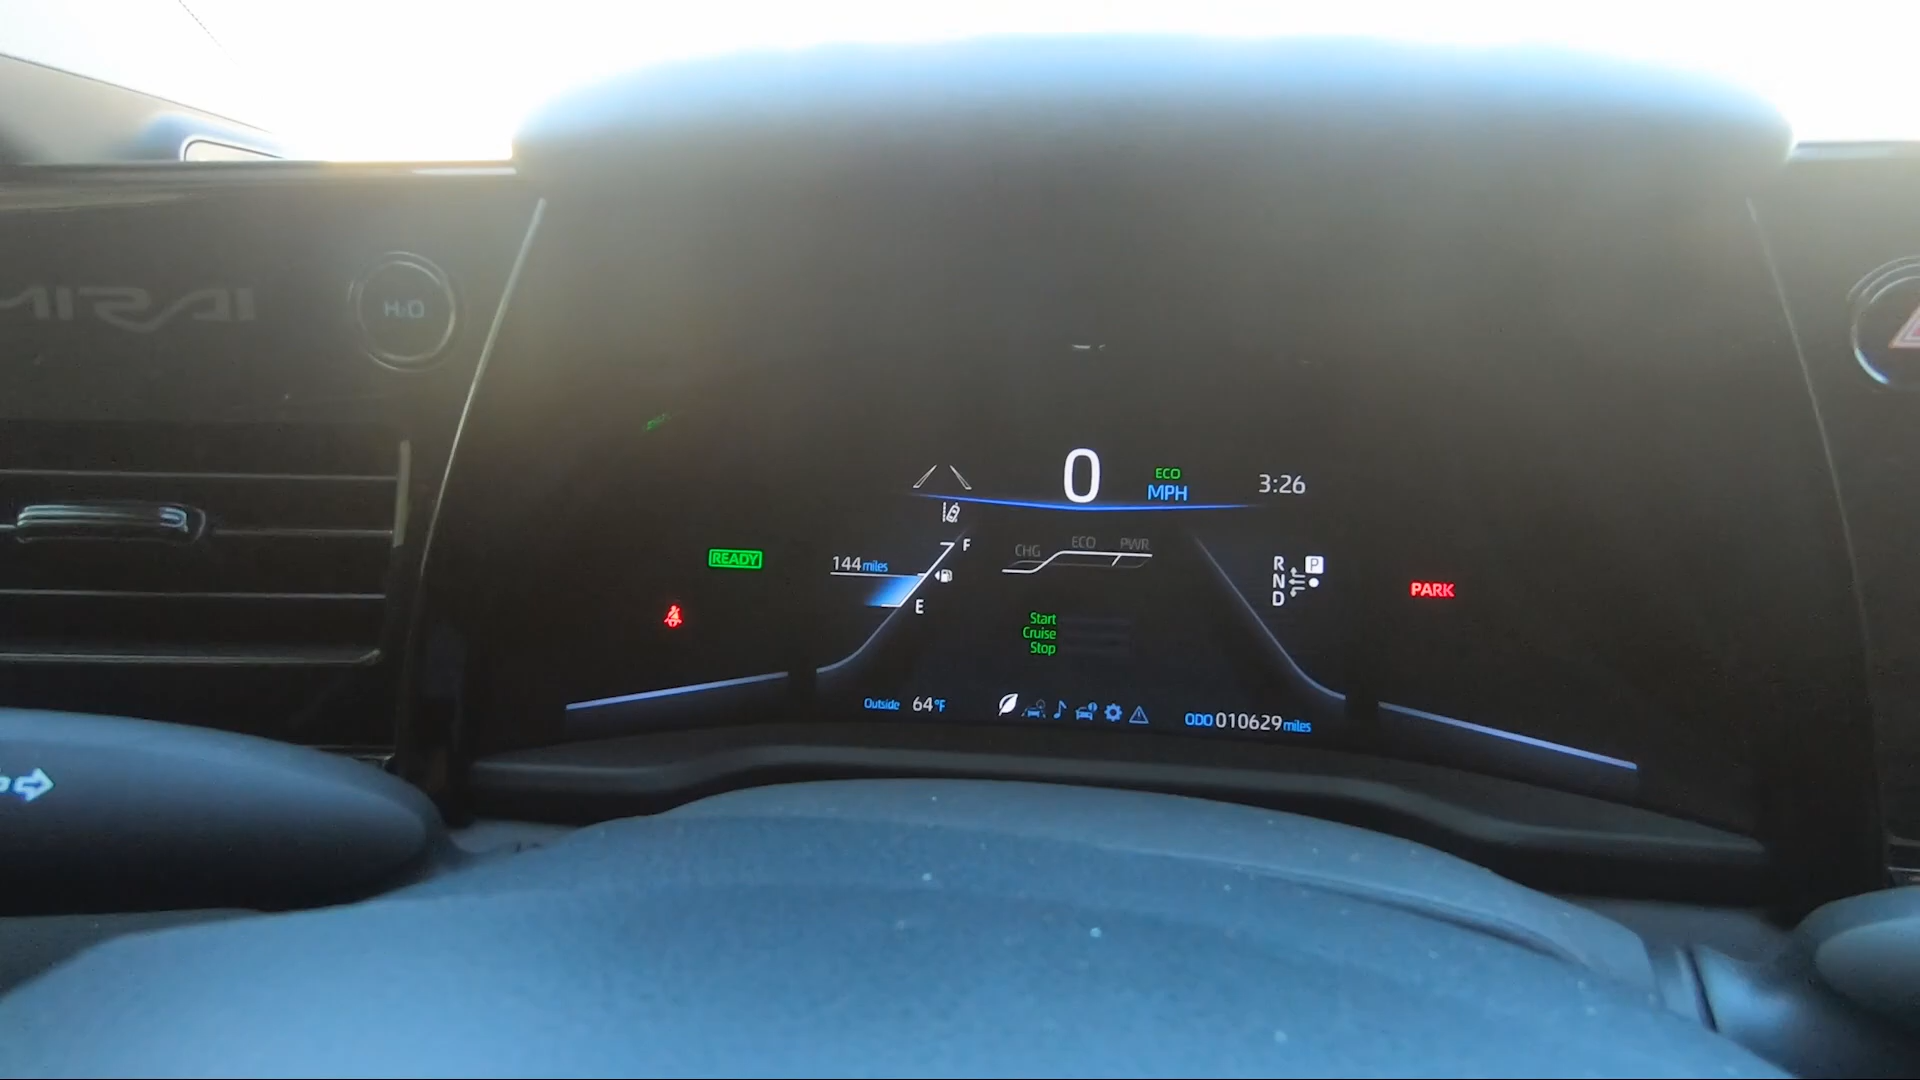 MIRAI
H2O
0
ECO
MPH
3:26
F
CHG ECO PWR
READY
144 miles
E
R P
N
D
PARK
Start
Cruise
Stop
Outside 64°F
ODO 010629 miles